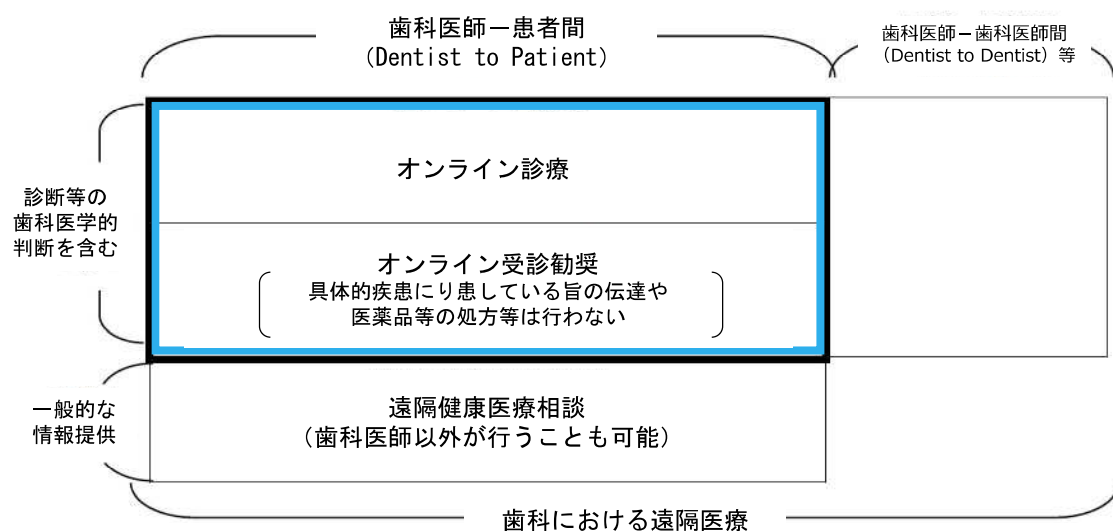 歯科医師－患者間
(Dentist to Patient)
歯科医師－歯科医師間
（Dentist to Dentist）等
診断等の
歯科医学的
判断を含む
オンライン診療
オンライン受診勧奨
具体的疾患にり患している旨の伝達や
医薬品等の処方等は行わない
一般的な
情報提供
遠隔健康医療相談
(歯科医師以外が行うことも可能)
歯科における遠隔医療